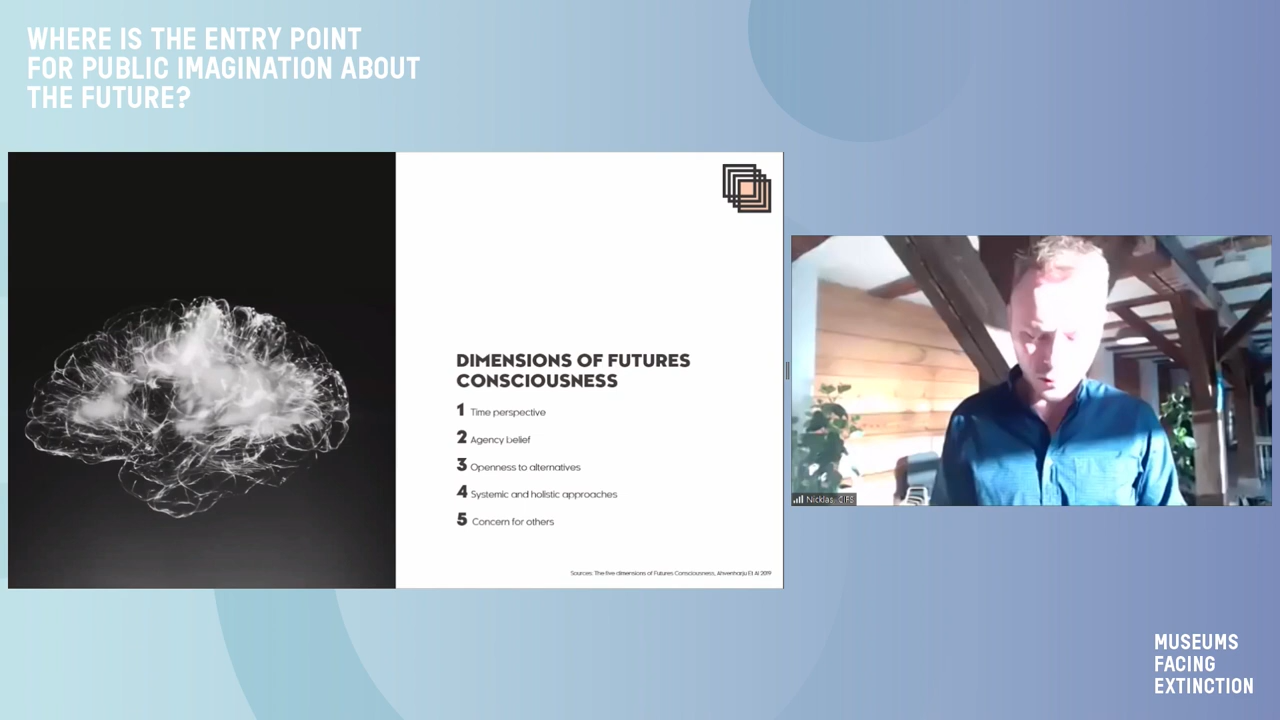 WHERE IS THE ENTRY POINT
FOR PUBLIC IMAGINATION ABOUT
THE FUTURE?
DIMENSIONS OF FUTURES
CONSCIOUSNESS
1 Time perspective
2 Agency belief
3 Openness to alternatives
4 Systemic and holistic approaches
5 Concern for others
Sources: The five dimensions of Futures Consciousness, Ahvenharju Et Al 2019
Nicklas, CIFS
MUSEUMS
FACING
EXTINCTION